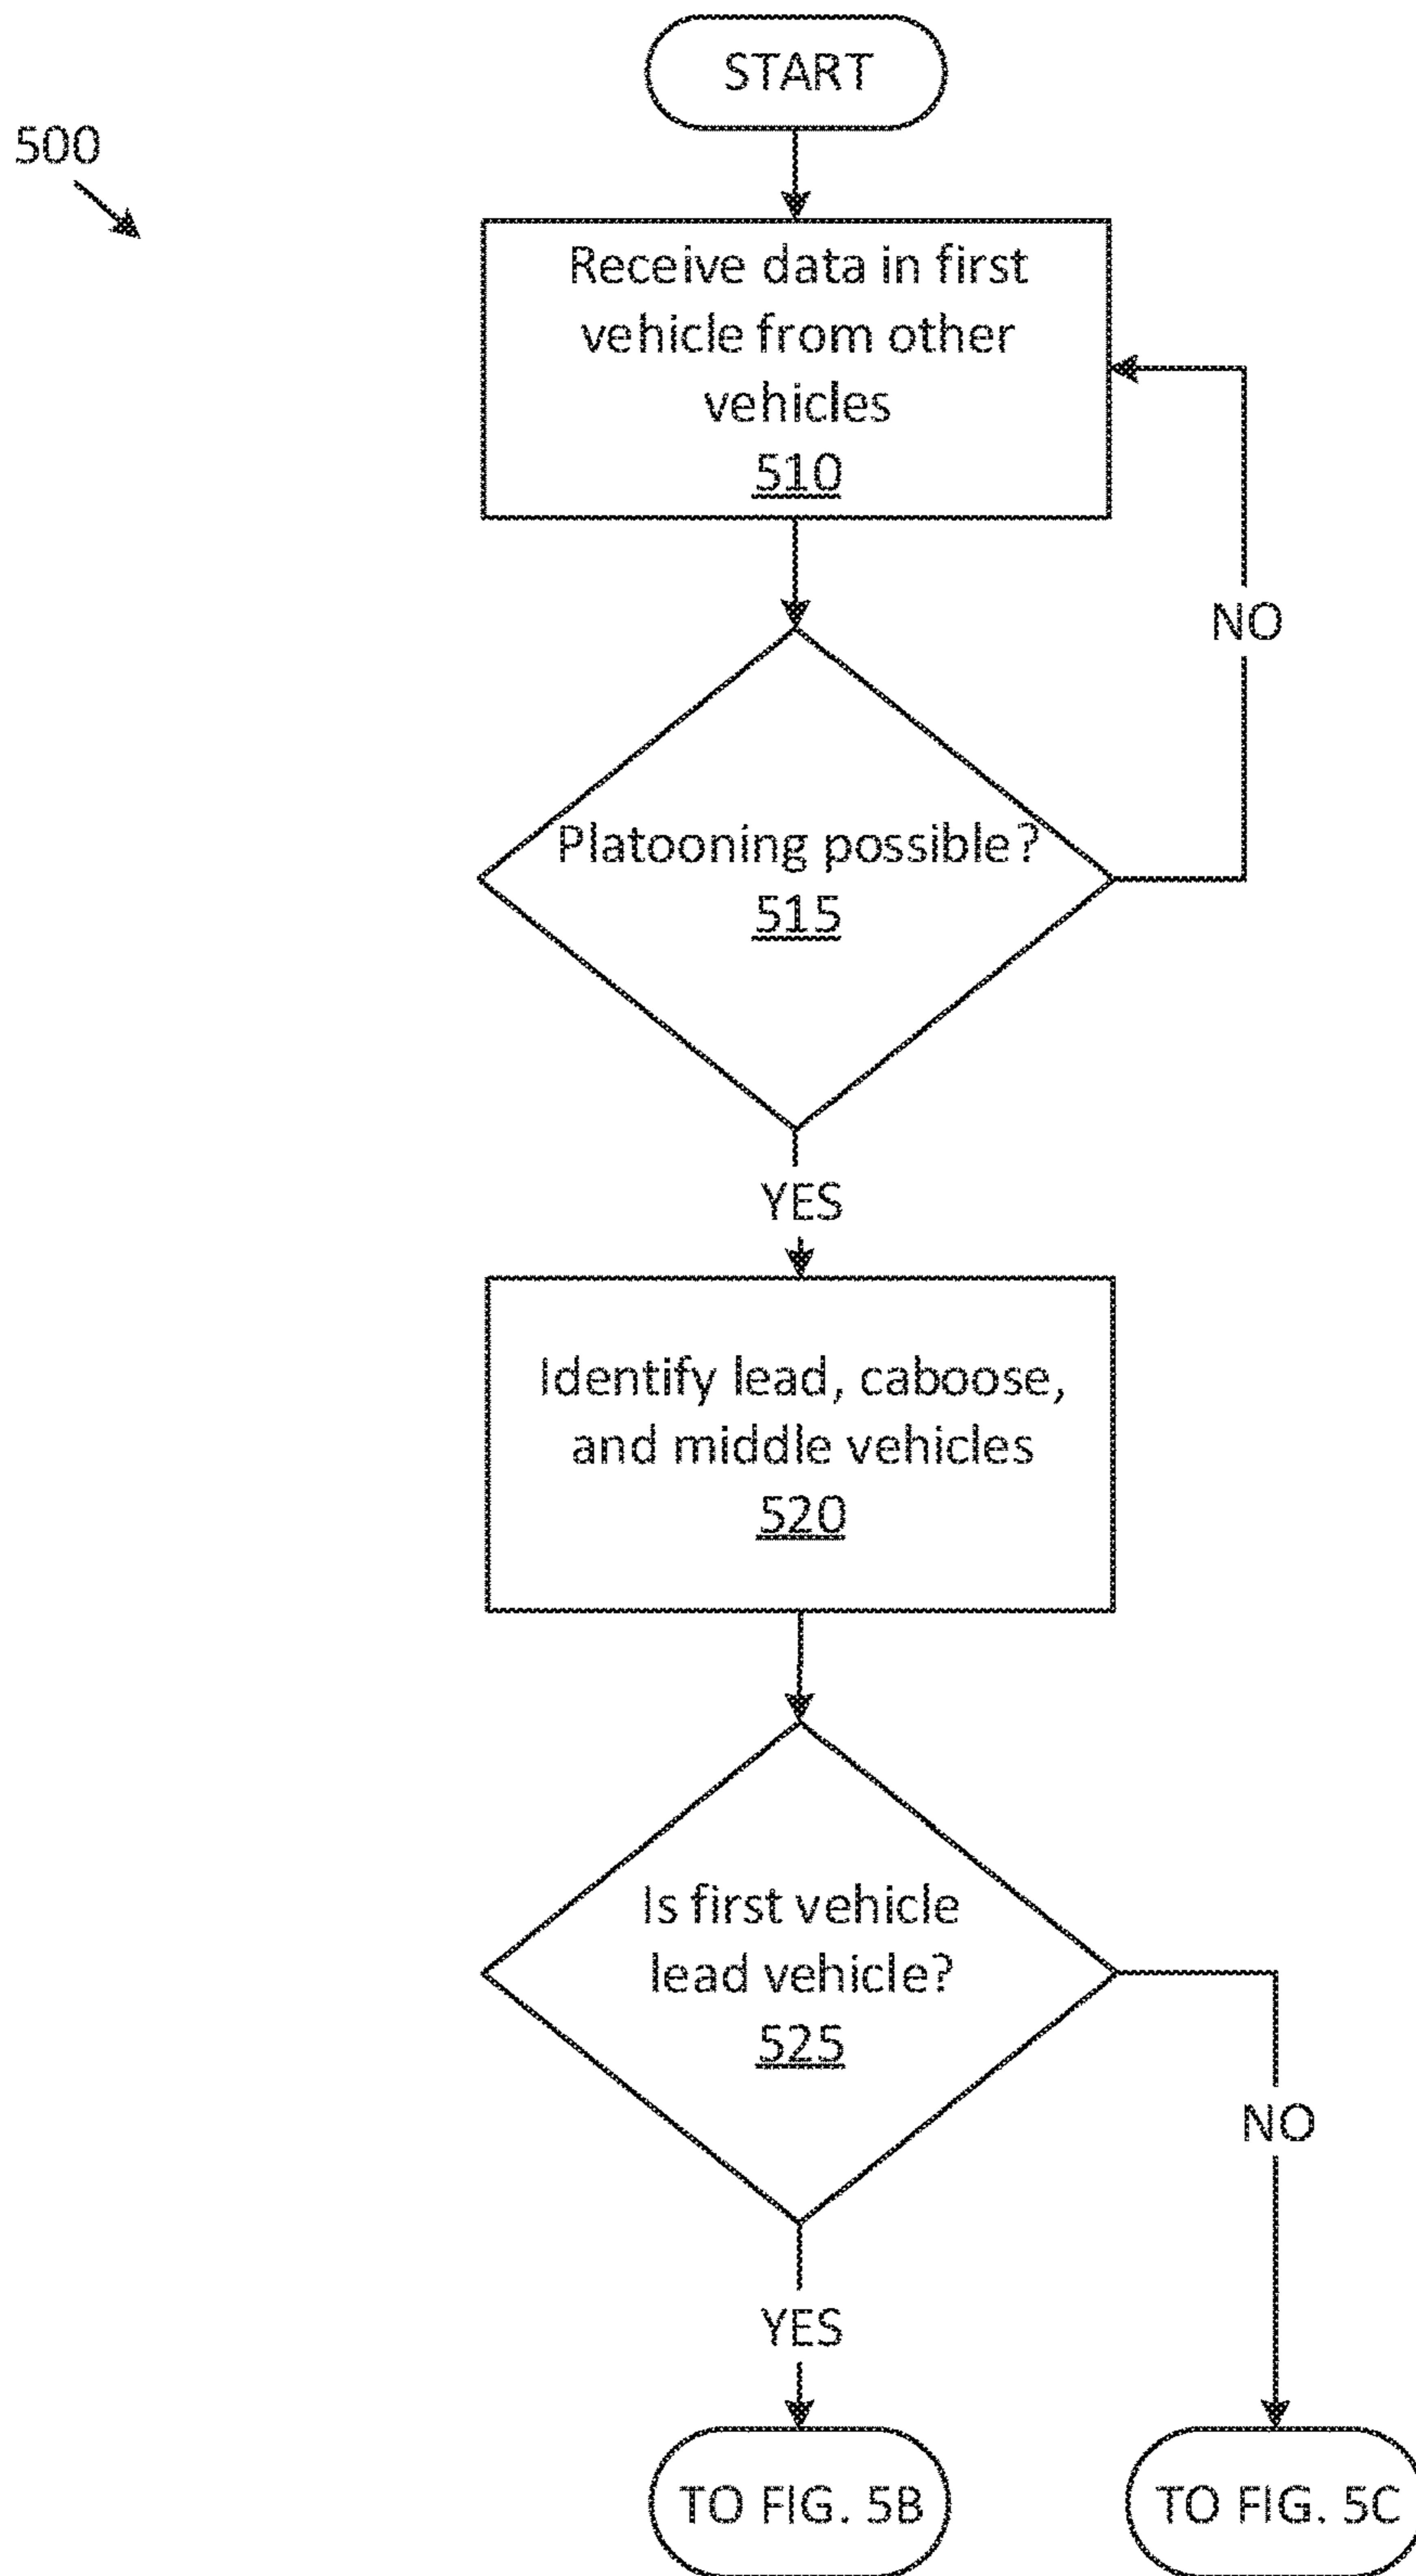 START
500
Receive data in first
vehicle from other
vehicles
510
NO
Platooning possible?
515
YES
Identify lead, caboose,
and middle vehicles
520
Is first vehicle
lead vehicle?
525
NO
YES
TO FIG. 5B
TO FIG. 5C